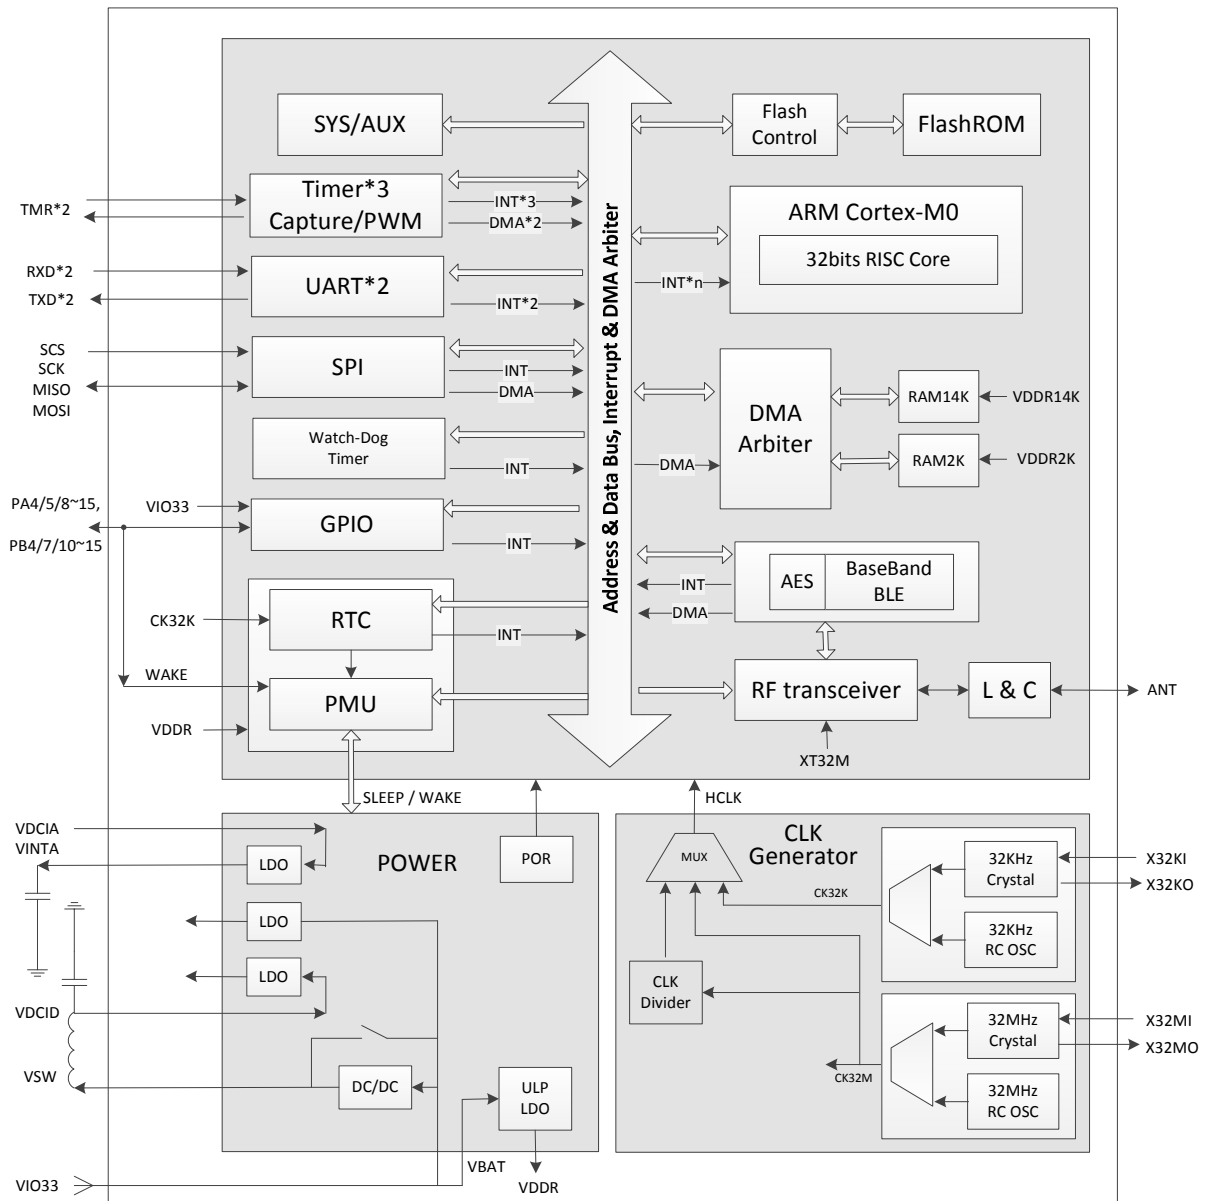 SYS/AUX
Flash
Control
FlashROM
TMR*2
Timer*3
Capture/PWM
INT*3
DMA*2
ARM Cortex-M0
32bits RISC Core
INT*n
RXD*2
TXD*2
UART*2
INT*2
Address & Data Bus, Interrupt & DMA Arbiter
SCS
SCK
MISO
MOSI
SPI
INT
DMA
DMA
Arbiter
DMA
RAM14K
VDDR14K
RAM2K
VDDR2K
Watch-Dog
Timer
INT
PA4/5/8~15,
PB4/7/10~15
VIO33
GPIO
INT
AES
BaseBand
BLE
INT
DMA
CK32K
RTC
INT
WAKE
PMU
VDDR
RF transceiver
L & C
ANT
XT32M
SLEEP / WAKE
HCLK
VDCIA
VINTA
LDO
POWER
POR
LDO
LDO
VDCID
VSW
DC/DC
ULP
LDO
VBAT
VDDR
VIO33
CLK
Generator
MUX
CK32K
32KHz
Crystal
X32KI
X32KO
32KHz
RC OSC
CLK
Divider
CK32M
32MHz
Crystal
X32MI
X32MO
32MHz
RC OSC